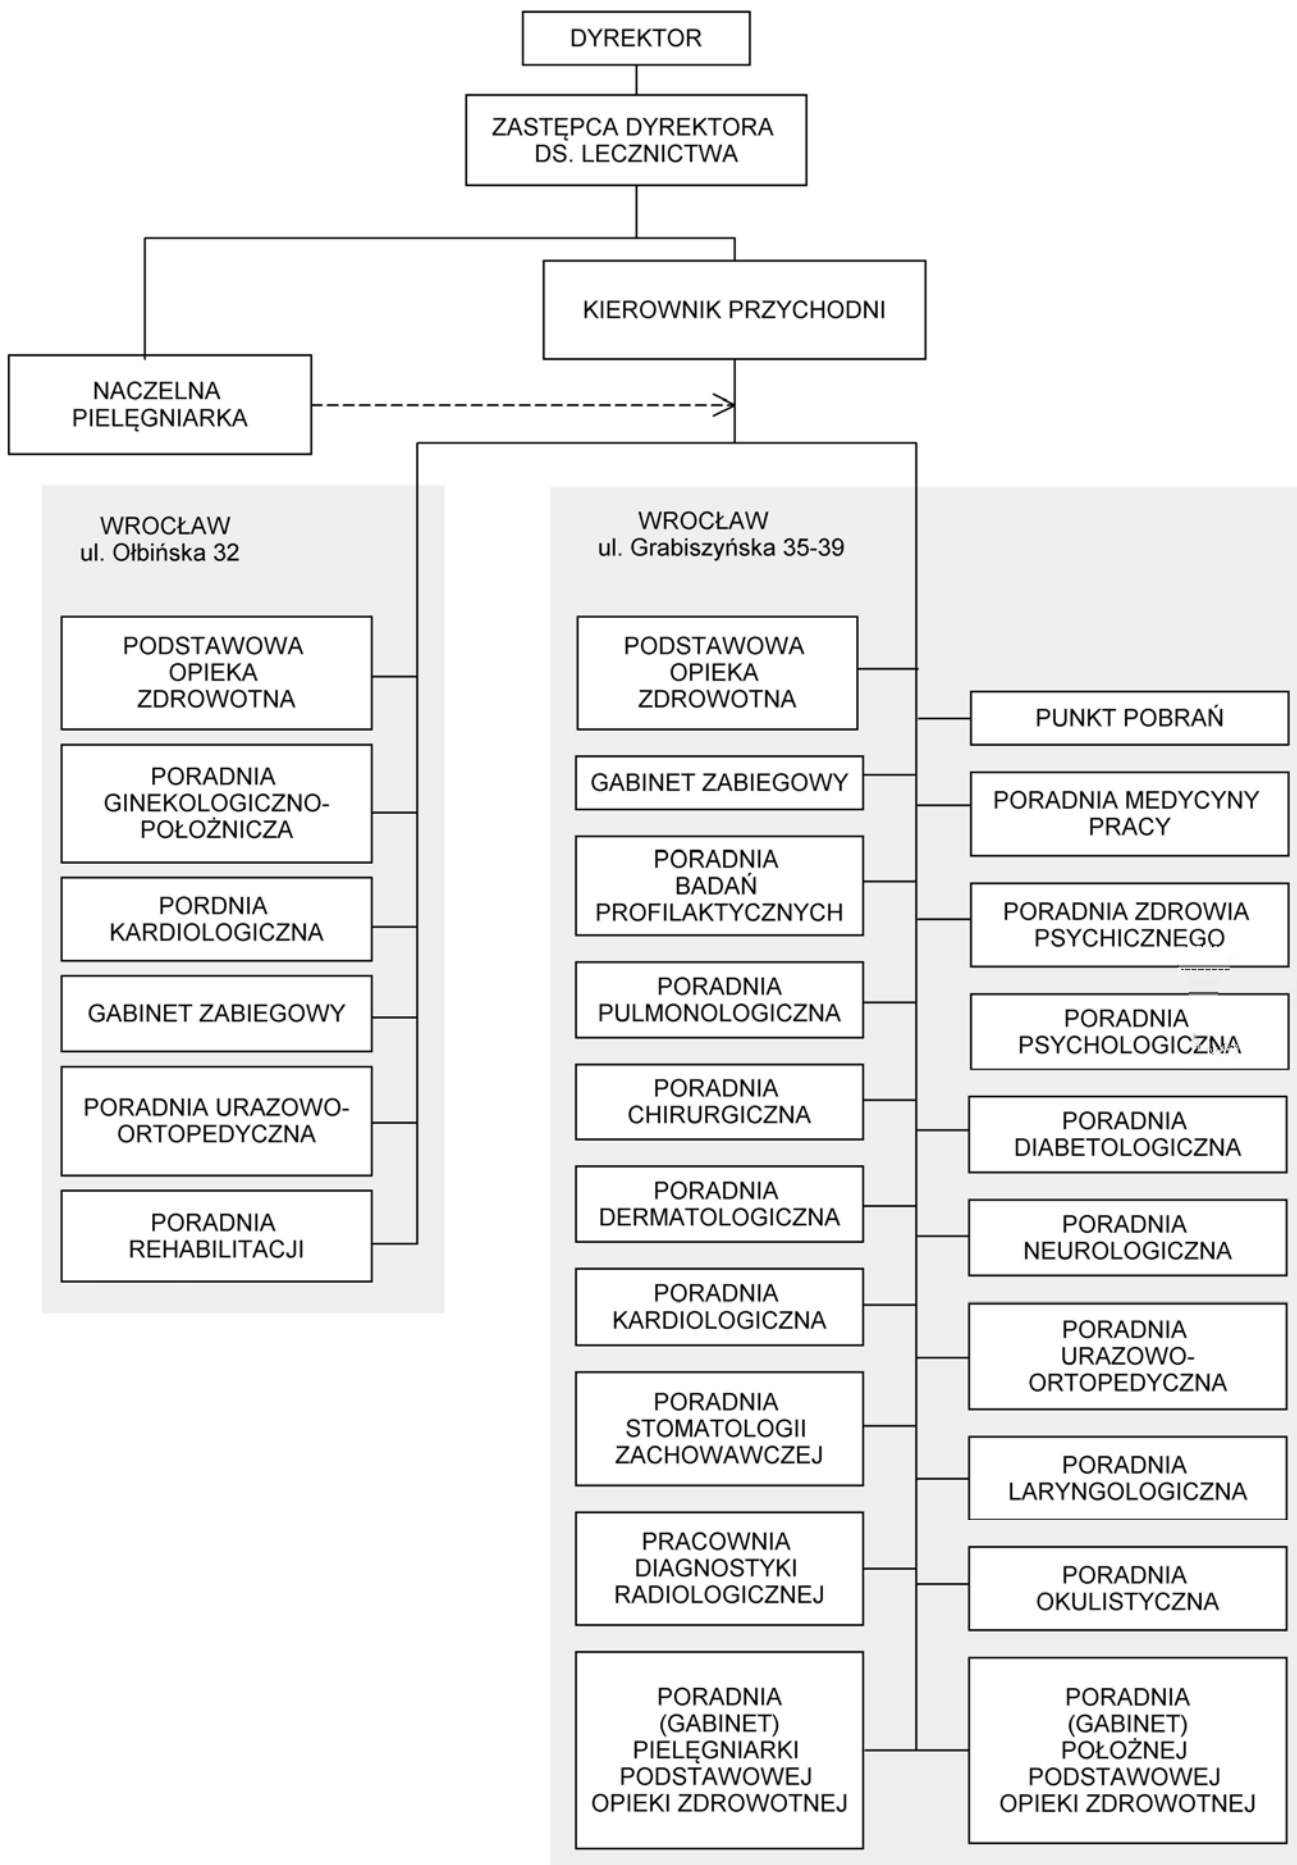 DYREKTOR
ZASTĘPCA DYREKTORA
DS. LECZNICTWA
KIEROWNIK PRZYCHODNI
NACZELNA
PIELĘGNIARKA
WROCŁAW
ul. Ołbińska 32
PODSTAWOWA
OPIEKA
ZDROWOTNA
PORADNIA
GINEKOLOGICZNO-
POŁOŻNICZA
PORDNIA
KARDIOLOGICZNA
GABINET ZABIEGOWY
PORADNIA URAZOWO-
ORTOPEDYCZNA
PORADNIA
REHABILITACJI
WROCŁAW
ul. Grabiszyńska 35-39
PODSTAWOWA
OPIEKA
ZDROWOTNA
GABINET ZABIEGOWY
PORADNIA
BADAŃ
PROFILAKTYCZNYCH
PORADNIA
PULMONOLOGICZNA
PORADNIA
CHIRURGICZNA
PORADNIA
DERMATOLOGICZNA
PORADNIA
KARDIOLOGICZNA
PORADNIA
STOMATOLOGII
ZACHOWAWCZEJ
PRACOWNIA
DIAGNOSTYKI
RADIOLOGICZNEJ
PORADNIA
(GABINET)
PIELĘGNIARKI
PODSTAWOWEJ
OPIEKI ZDROWOTNEJ
PUNKT POBRAŃ
PORADNIA MEDYCYNY
PRACY
PORADNIA ZDROWIA
PSYCHICZNEGO
PORADNIA
PSYCHOLOGICZNA
PORADNIA
DIABETOLOGICZNA
PORADNIA
NEUROLOGICZNA
PORADNIA
URAZOWO-
ORTOPEDYCZNA
PORADNIA
LARYNGOLOGICZNA
PORADNIA
OKULISTYCZNA
PORADNIA
(GABINET)
POŁOŻNEJ
PODSTAWOWEJ
OPIEKI ZDROWOTNEJ